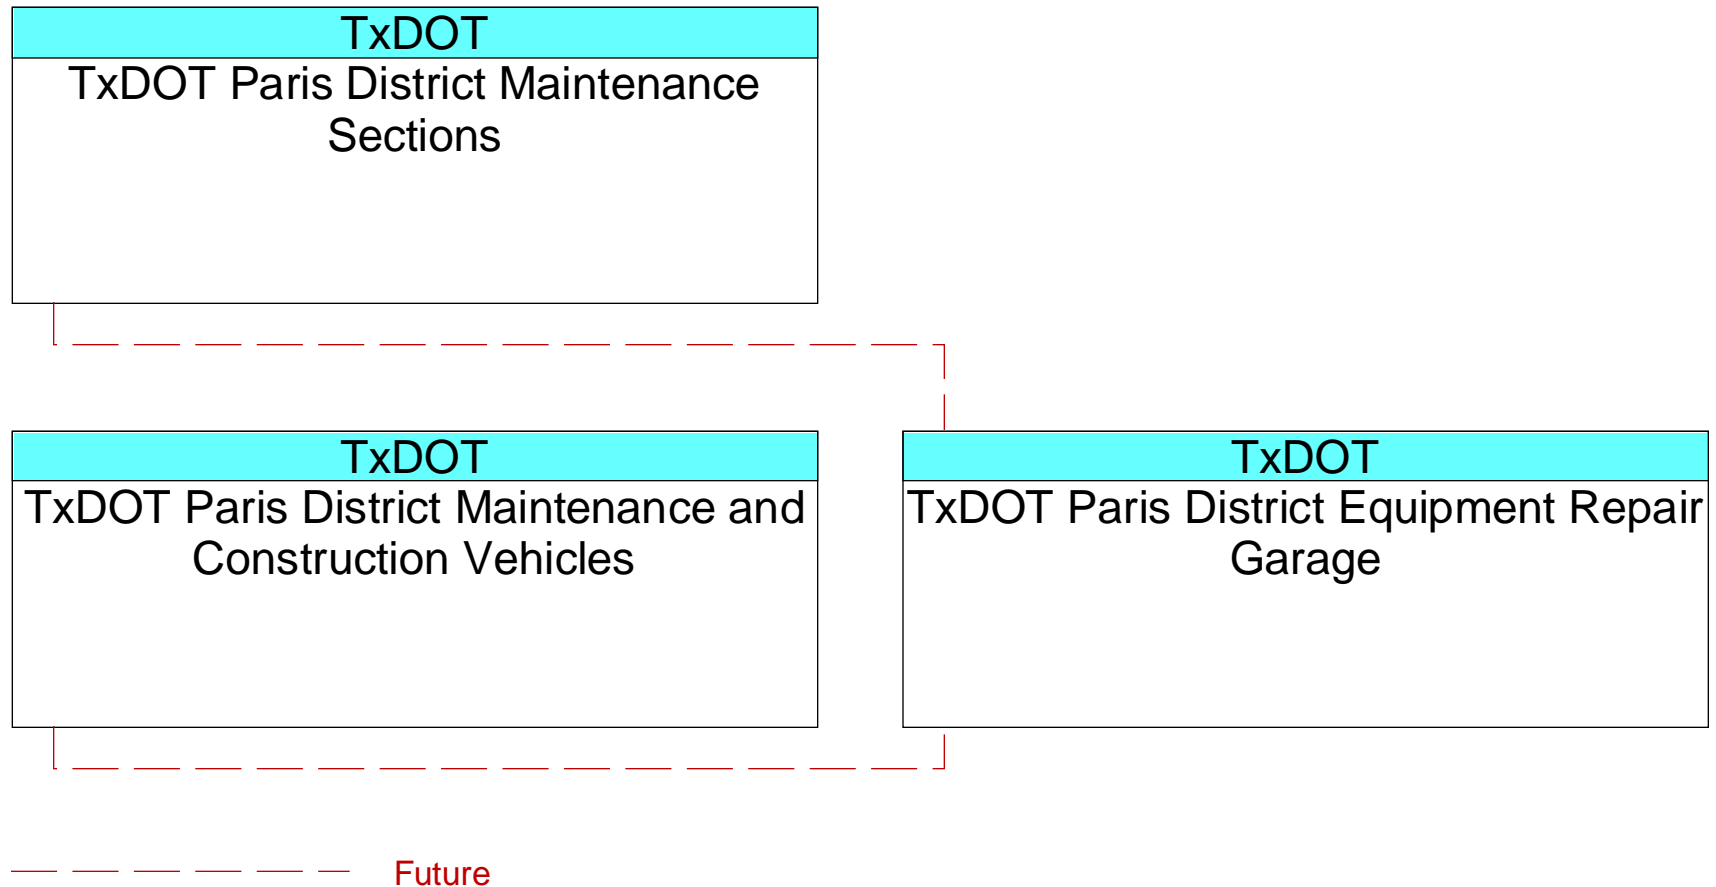 TxDOT
TxDOT Paris District Maintenance
Sections
TxDOT
TxDOT Paris District Maintenance and
Construction Vehicles
TxDOT
TxDOT Paris District Equipment Repair
Garage
Future